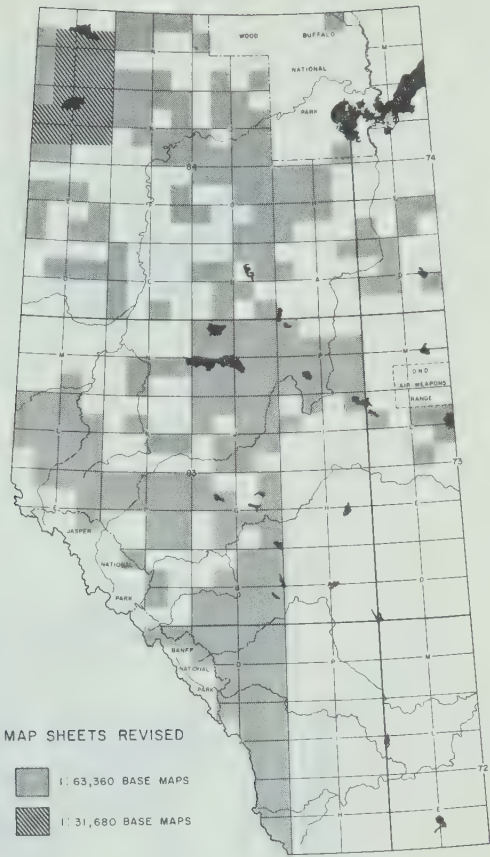 WOOD BUFFALO
NATIONAL
PARK
M
74
84
D
D N D
AIR WEAPONS
RANGE
M
M
P
83
73
JASPER
NATIONAL
PARK
G
H
E
D
BANFF
NATIONAL
PARK
D
P
M
72
H
E
MAP SHEETS REVISED
1:63,360 BASE MAPS
1:31,680 BASE MAPS